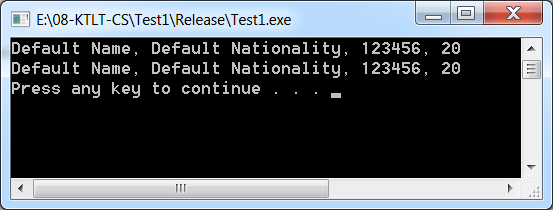 E:\08-KTLT-CS\Test1\Release\Test1.exe
Default Name, Default Nationality, 123456, 20
Default Name, Default Nationality, 123456, 20
Press any key to continue . . . _